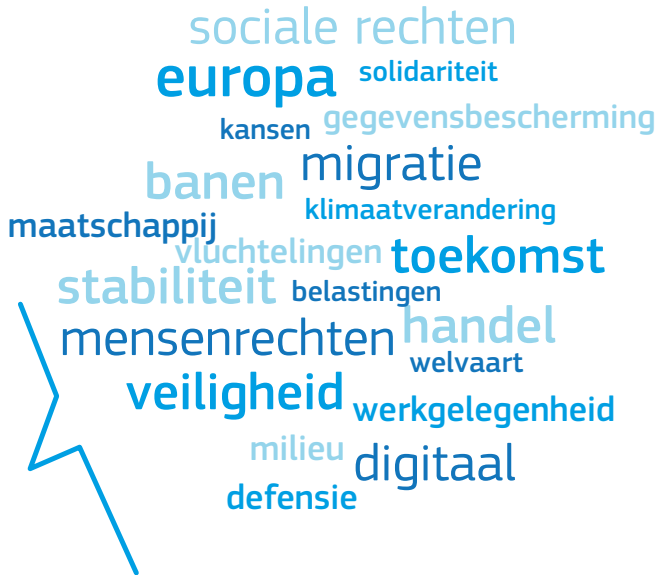 sociale rechten
europa solidariteit
kansen gegevensbescherming
banen migratie
klimaatverandering
maatschappij
vluchtelingen toekomst
stabiliteit belastingen
mensenrechten handel
welvaart
veiligheid werkgelegenheid
milieu digitaal
defensie